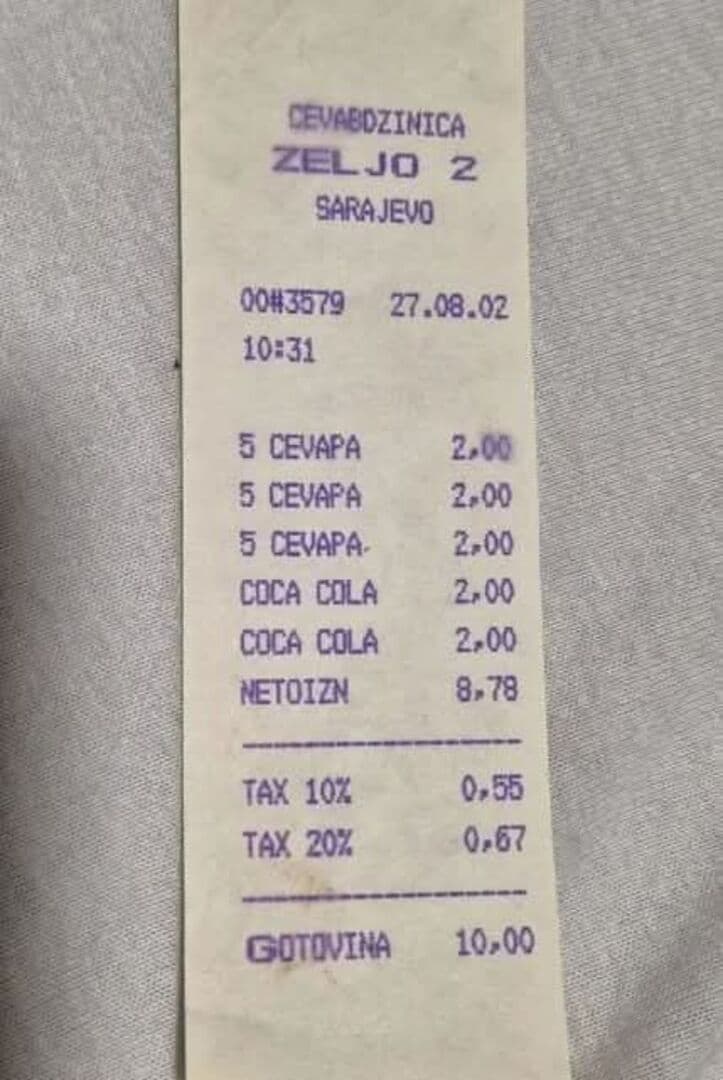 CEVABDZINICA
ZELJO 2
SARAJEVO
00#3579 27.08.02
10:31
5 CEVAPA 2,00
5 CEVAPA 2,00
5 CEVAPA 2,00
COCA COLA 2,00
COCA COLA 2,00
NETOIZN 8,78
TAX 10% 0,55
TAX 20% 0,67
GOTOVINA 10,00